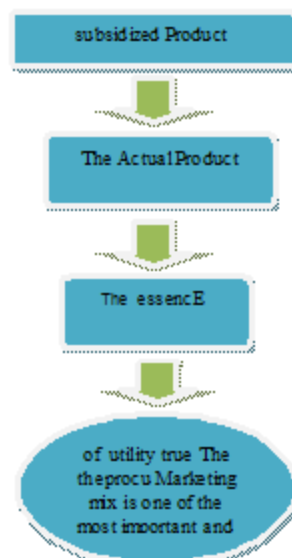 subsidized Product
The Actual Product
The essencE
of utility true The
theprocu Marketing
mix is one of the
most important and